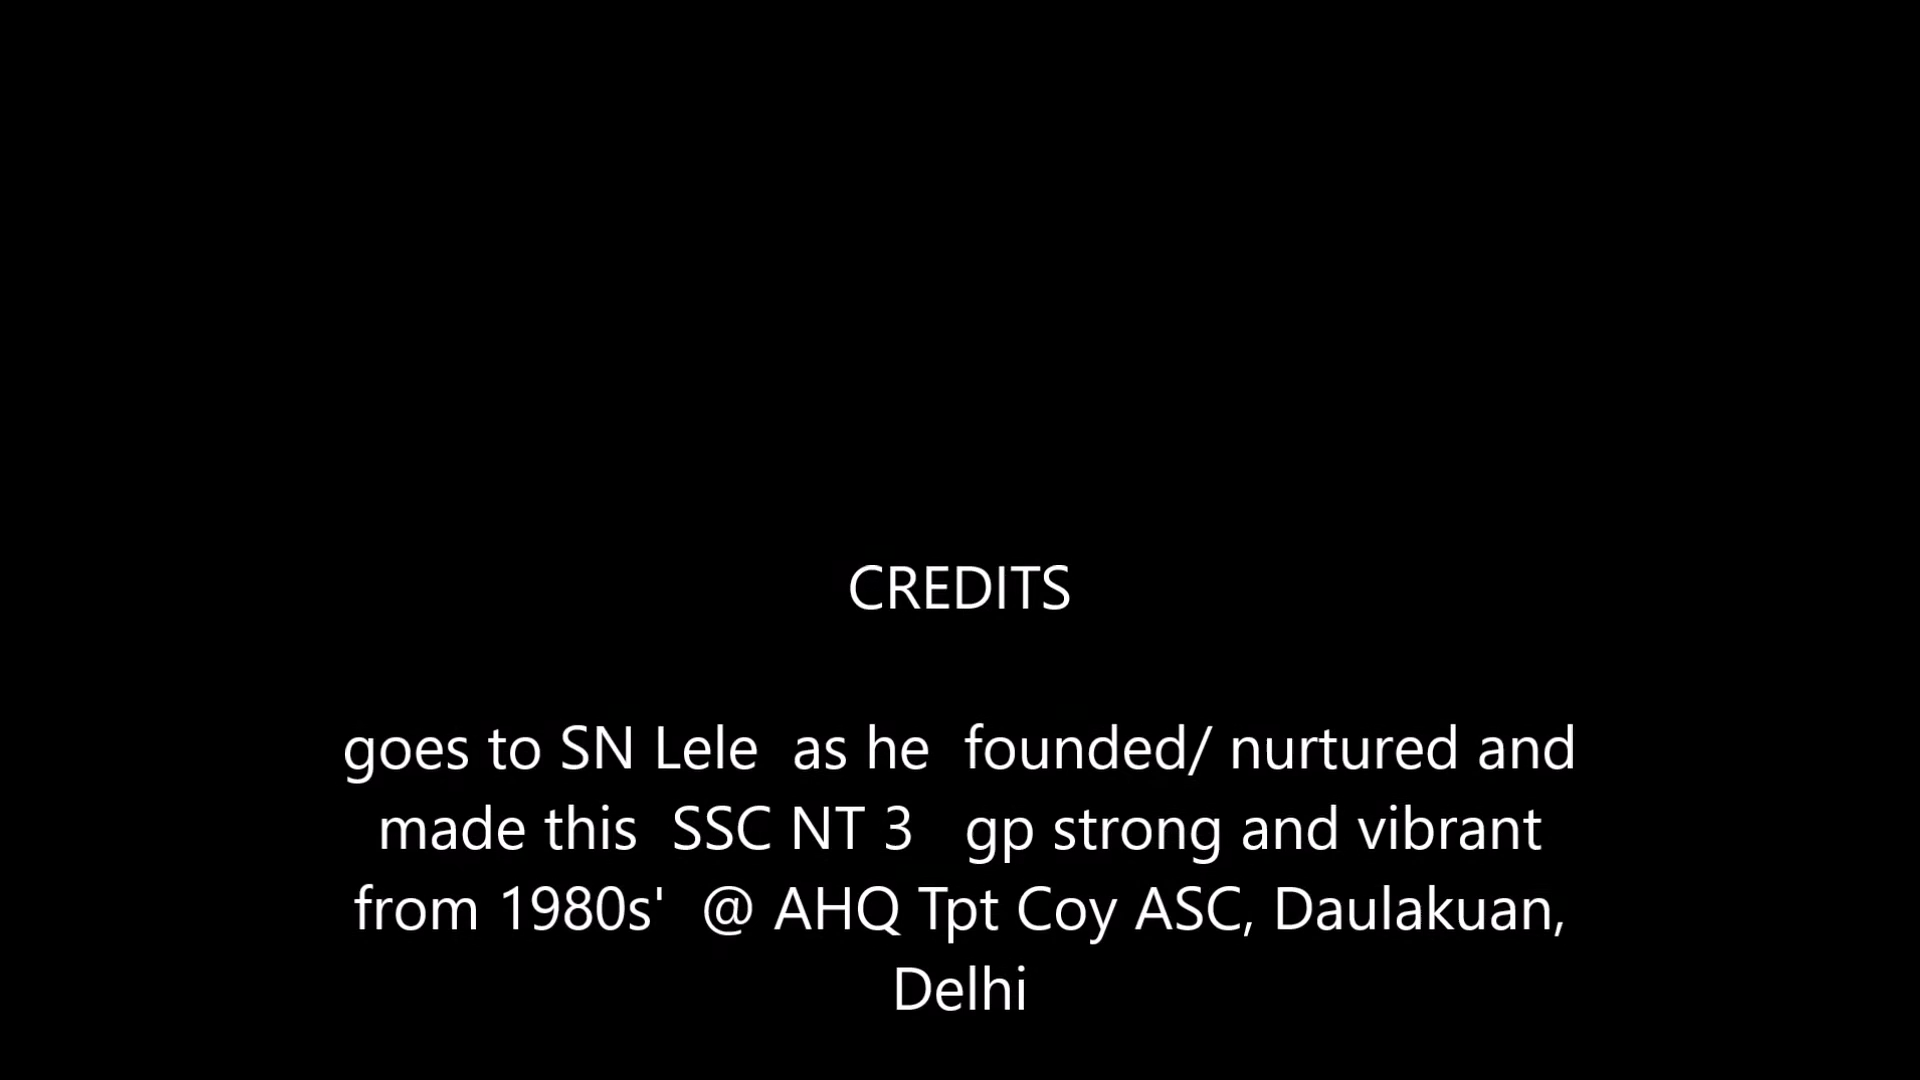 CREDITS
goes to SN Lele  as he  founded/ nurtured and
made this  SSC NT 3   gp strong and vibrant
from 1980s'  @ AHQ Tpt Coy ASC, Daulakuan,
Delhi